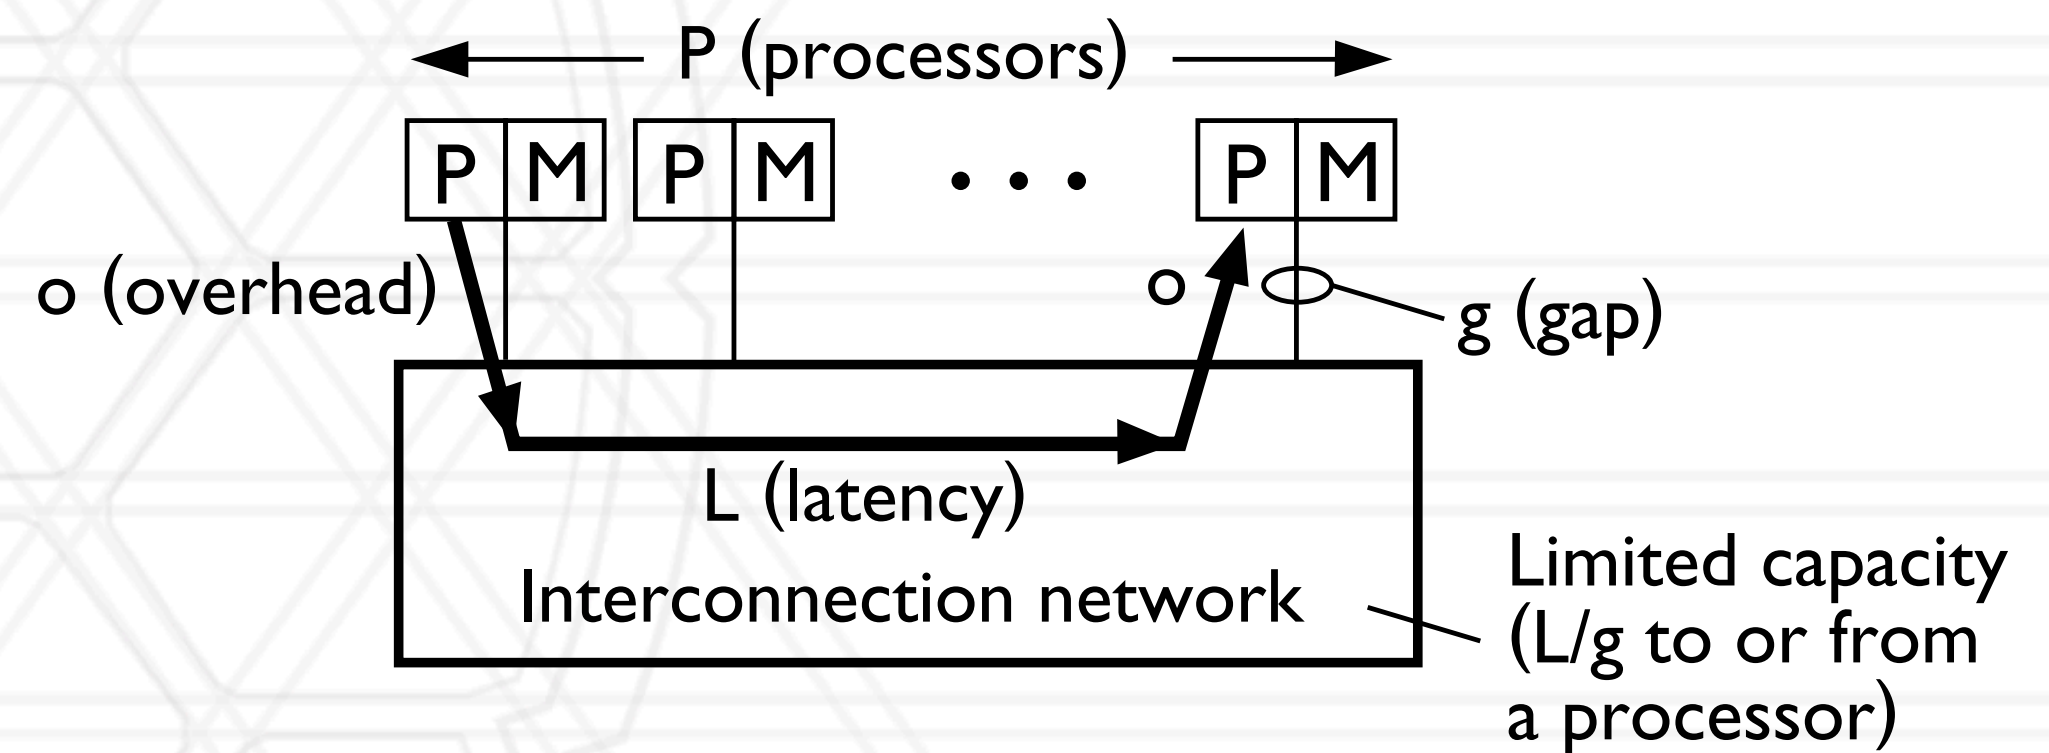 P (processors)
P M P M . . . P M
o (overhead)
o
g (gap)
L (latency)
Interconnection network
Limited capacity
(L/g to or from
a processor)